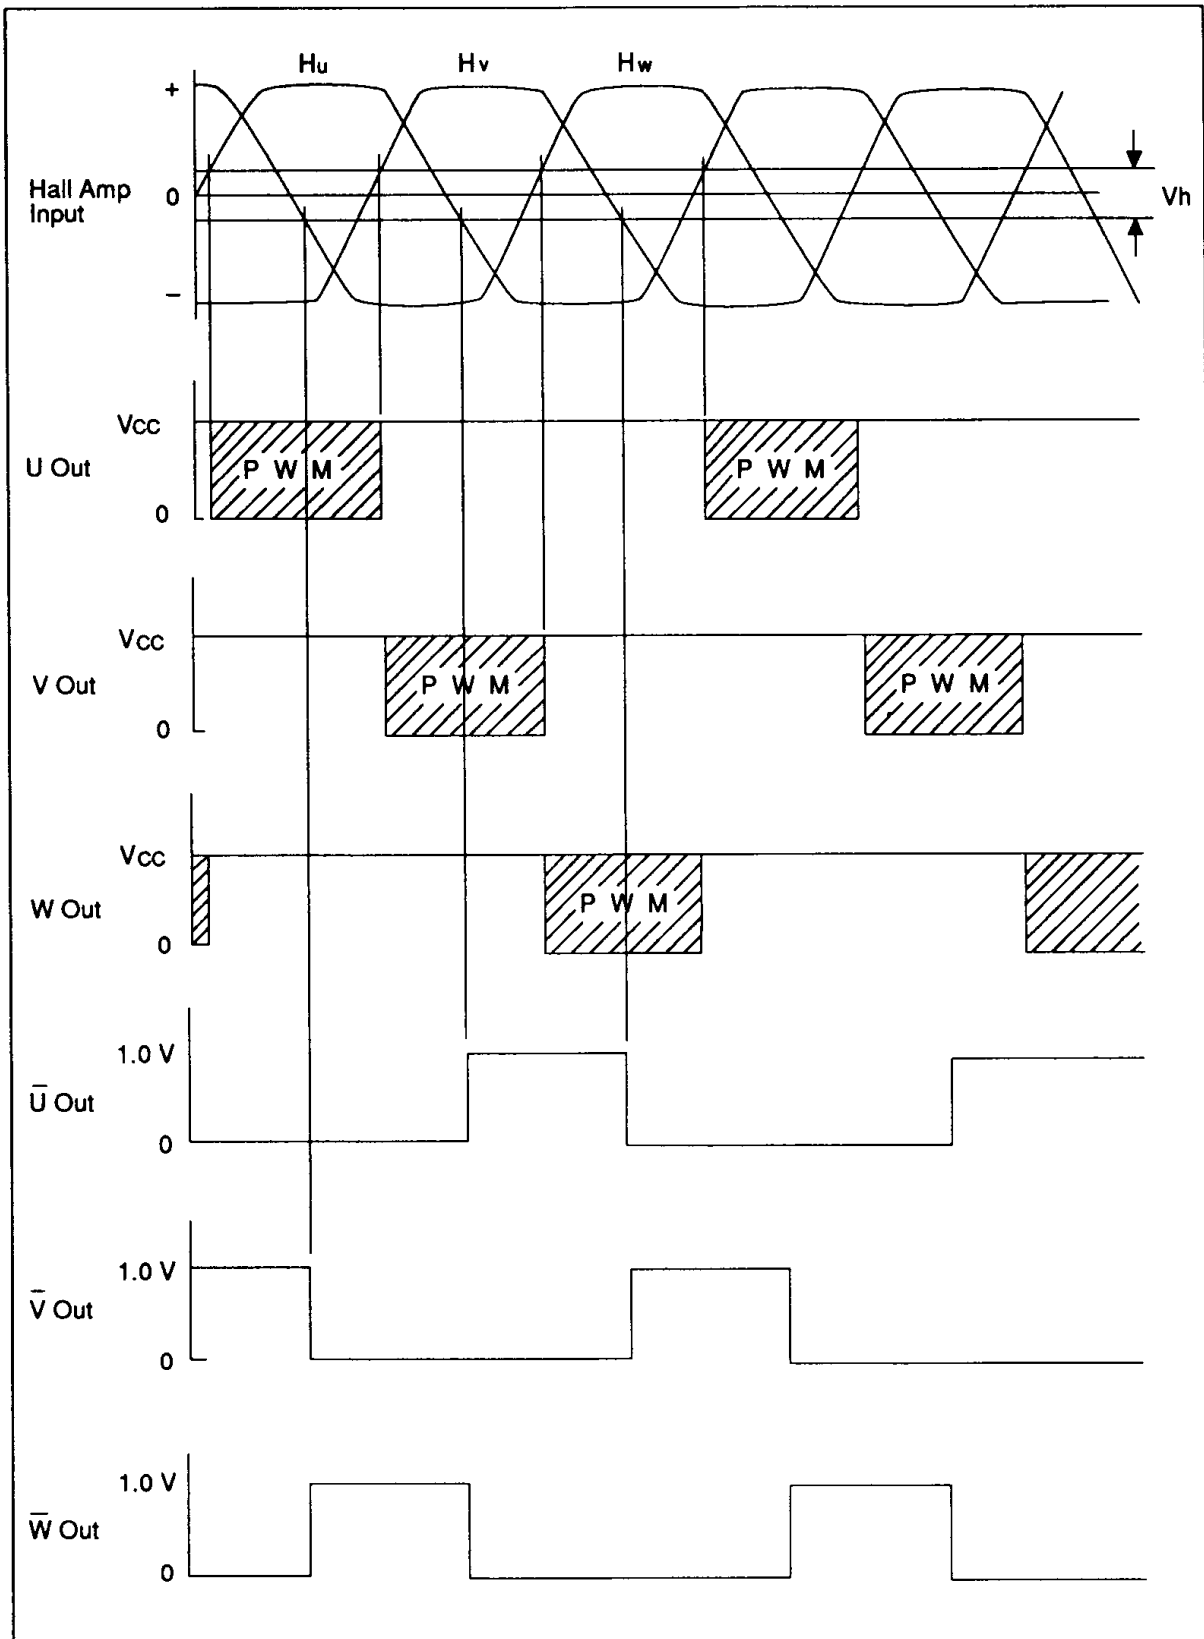 Hu Hv Hw
+
Hall Amp
Input
0
Vh
−
Vcc
U Out
P W M P W M
0
Vcc
V Out
P W M P W M
0
Vcc
W Out
P W M
0
1.0 V
U̅ Out
0
1.0 V
V̅ Out
0
1.0 V
W̅ Out
0